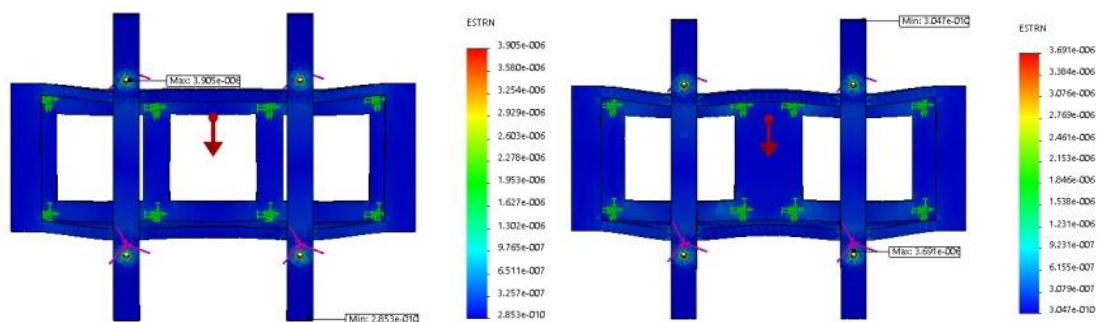 ESTRN
3.905e-006
3.580e-006
3.254e-006
2.929e-006
2.603e-006
2.278e-006
1.953e-006
1.627e-006
1.302e-006
9.765e-007
6.511e-007
3.257e-007
2.853e-010
Max: 3.905e-006
Min: 2.853e-010
ESTRN
3.691e-006
3.384e-006
3.076e-006
2.769e-006
2.461e-006
2.153e-006
1.846e-006
1.538e-006
1.231e-006
9.231e-007
6.155e-007
3.079e-007
3.047e-010
Min: 3.047e-010
Max: 3.691e-006